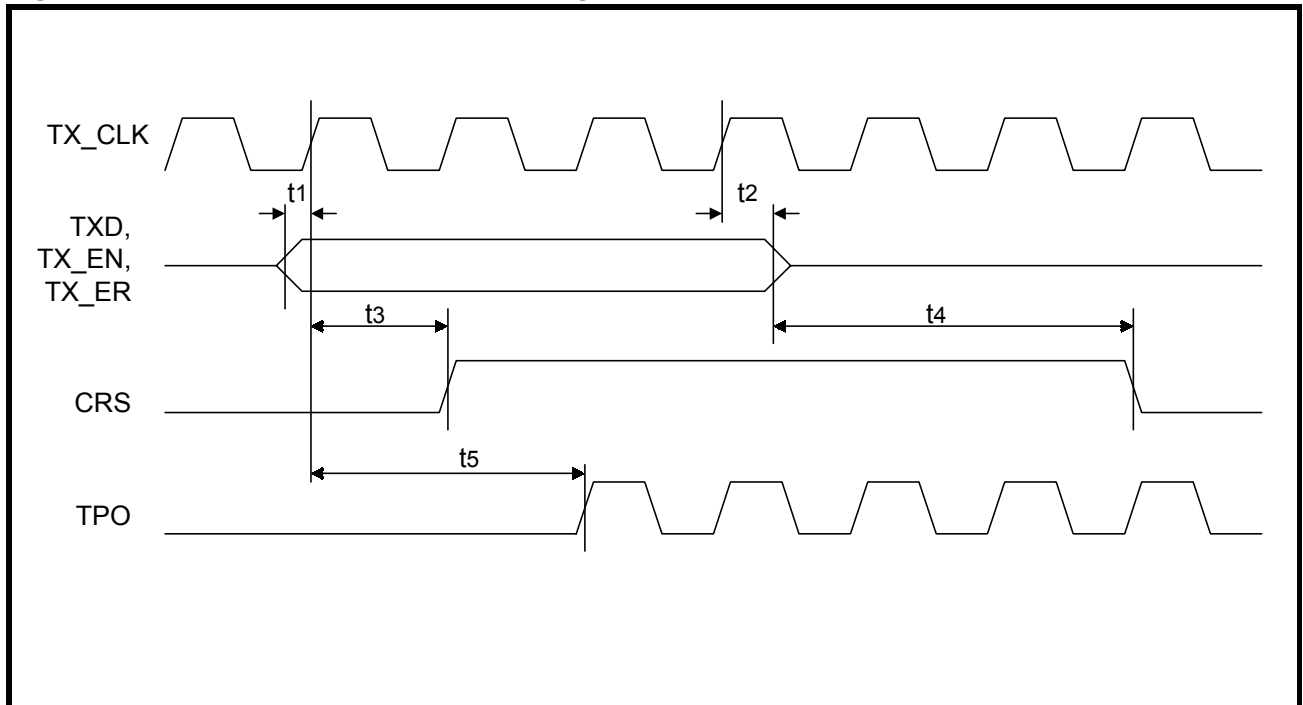 TX_CLK
t1
t2
TXD,
TX_EN,
TX_ER
t3
t4
CRS
t5
TPO